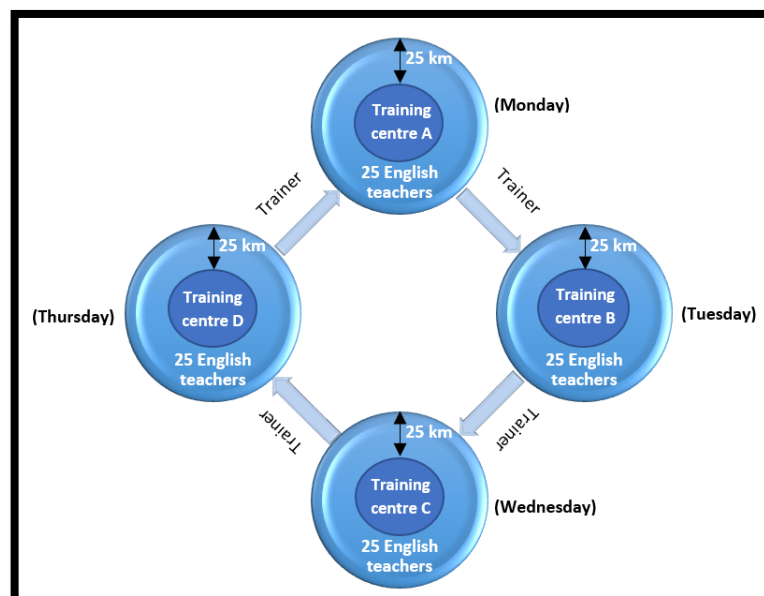 25 km
Training
centre A
25 English
teachers
(Monday)
Trainer
Trainer
25 km
Training
centre D
25 English
teachers
(Thursday)
25 km
Training
centre B
25 English
teachers
(Tuesday)
Trainer
Trainer
25 km
Training
centre C
25 English
teachers
(Wednesday)